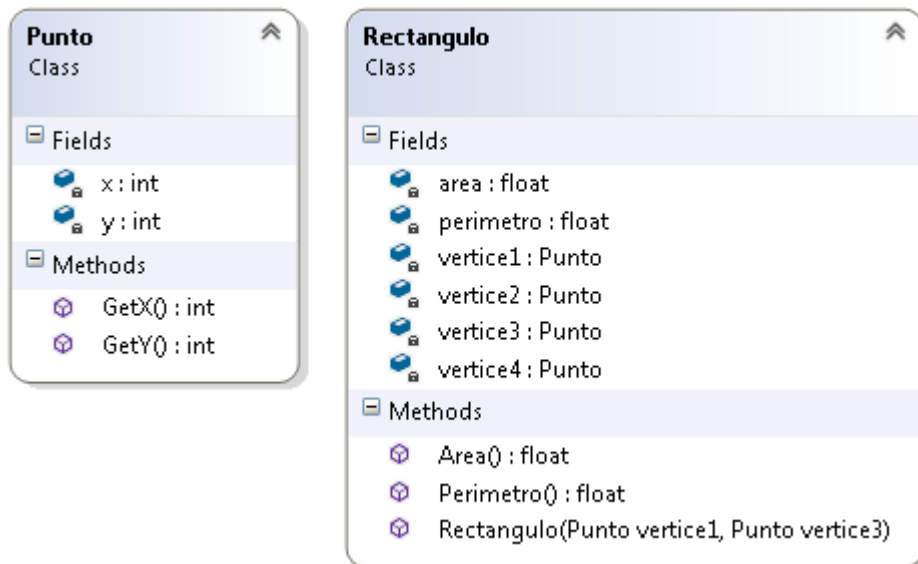 Punto
Class
Fields
x : int
y : int
Methods
GetX() : int
GetY() : int
Rectangulo
Class
Fields
area : float
perimetro : float
vertice1 : Punto
vertice2 : Punto
vertice3 : Punto
vertice4 : Punto
Methods
Area() : float
Perimetro() : float
Rectangulo(Punto vertice1, Punto vertice3)